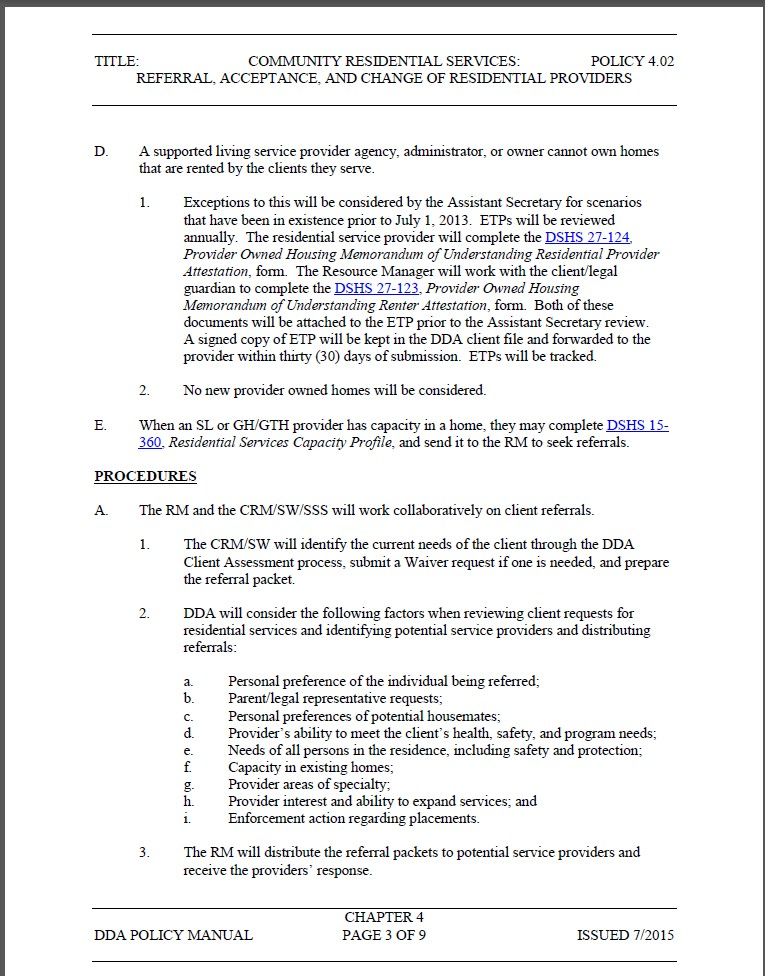 TITLE: COMMUNITY RESIDENTIAL SERVICES: POLICY 4.02
REFERRAL, ACCEPTANCE, AND CHANGE OF RESIDENTIAL PROVIDERS
D. A supported living service provider agency, administrator, or owner cannot own homes
that are rented by the clients they serve.
1. Exceptions to this will be considered by the Assistant Secretary for scenarios
that have been in existence prior to July 1, 2013. ETPs will be reviewed
annually. The residential service provider will complete the DSHS 27-124,
Provider Owned Housing Memorandum of Understanding Residential Provider
Attestation, form. The Resource Manager will work with the client/legal
guardian to complete the DSHS 27-123, Provider Owned Housing
Memorandum of Understanding Renter Attestation, form. Both of these
documents will be attached to the ETP prior to the Assistant Secretary review.
A signed copy of ETP will be kept in the DDA client file and forwarded to the
provider within thirty (30) days of submission. ETPs will be tracked.
2. No new provider owned homes will be considered.
E. When an SL or GH/GTH provider has capacity in a home, they may complete DSHS 15-
360, Residential Services Capacity Profile, and send it to the RM to seek referrals.
PROCEDURES
A. The RM and the CRM/SW/SSS will work collaboratively on client referrals.
1. The CRM/SW will identify the current needs of the client through the DDA
Client Assessment process, submit a Waiver request if one is needed, and prepare
the referral packet.
2. DDA will consider the following factors when reviewing client requests for
residential services and identifying potential service providers and distributing
referrals:
a. Personal preference of the individual being referred;
b. Parent/legal representative requests;
c. Personal preferences of potential housemates;
d. Provider's ability to meet the client's health, safety, and program needs;
e. Needs of all persons in the residence, including safety and protection;
f. Capacity in existing homes;
g. Provider areas of specialty;
h. Provider interest and ability to expand services; and
i. Enforcement action regarding placements.
3. The RM will distribute the referral packets to potential service providers and
receive the providers' response.
CHAPTER 4
DDA POLICY MANUAL PAGE 3 OF 9 ISSUED 7/2015